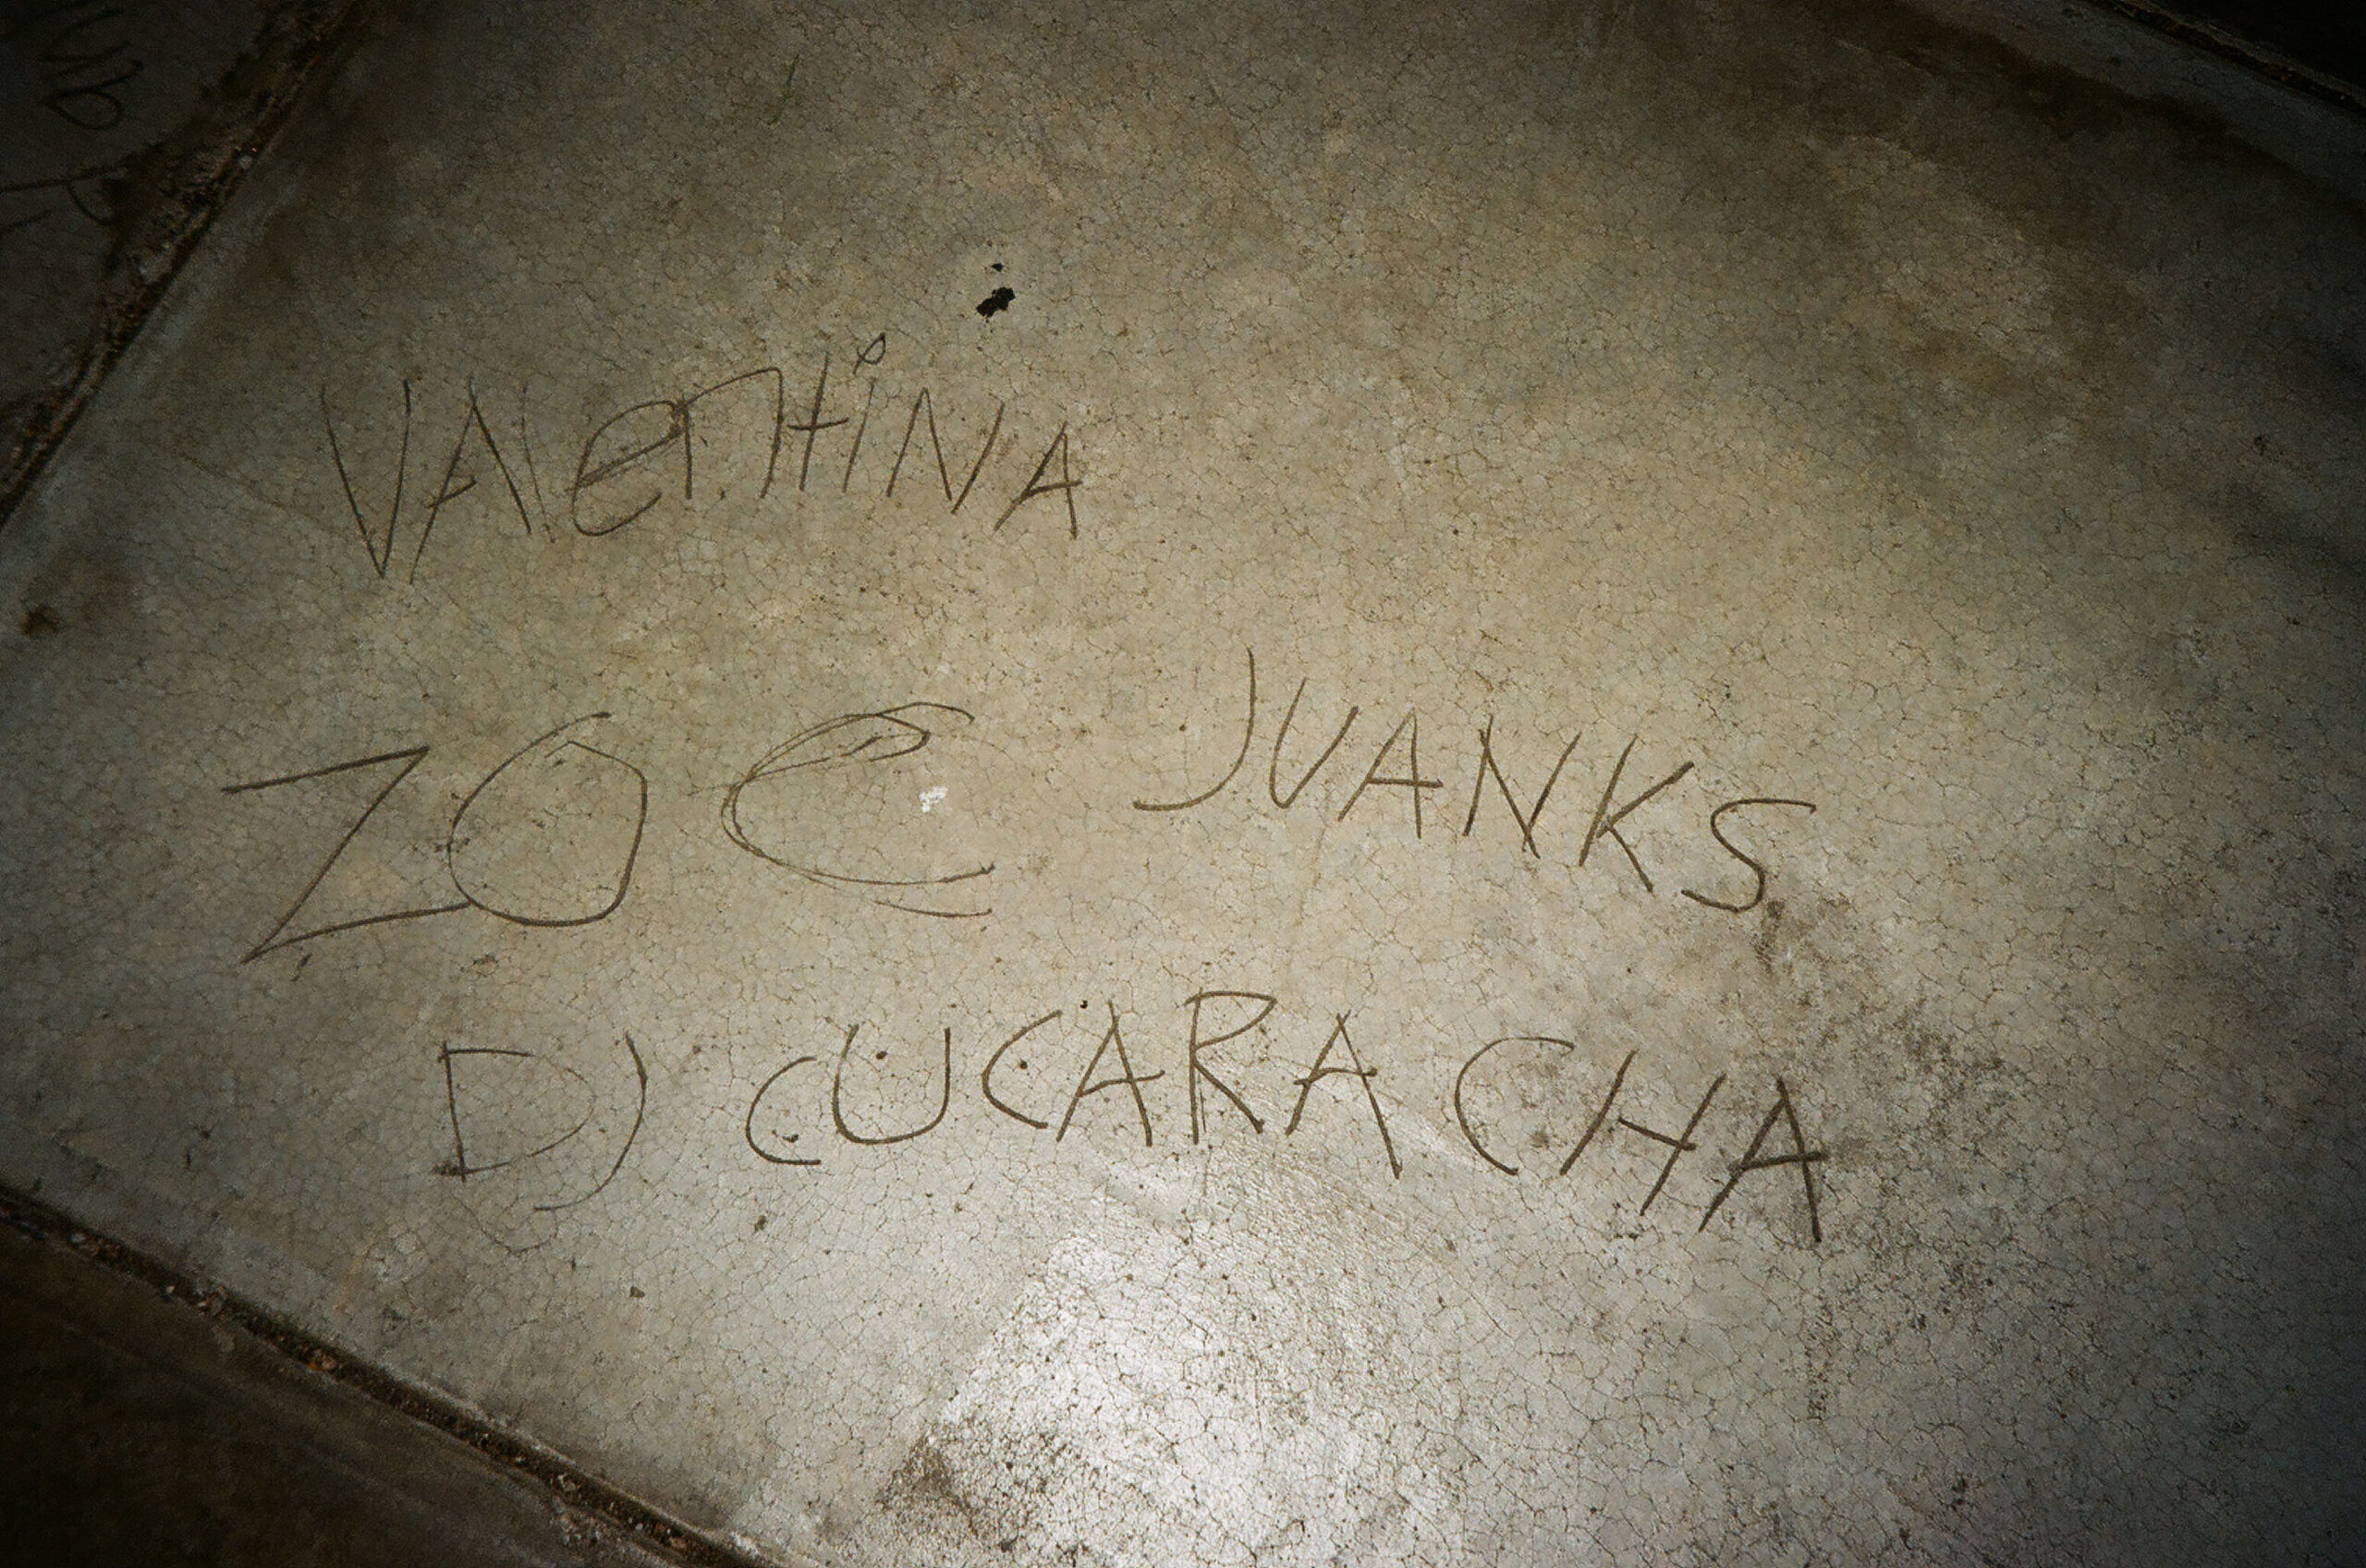 VAlentiNA
ZOe JUANKS
DJ CUCARACHA